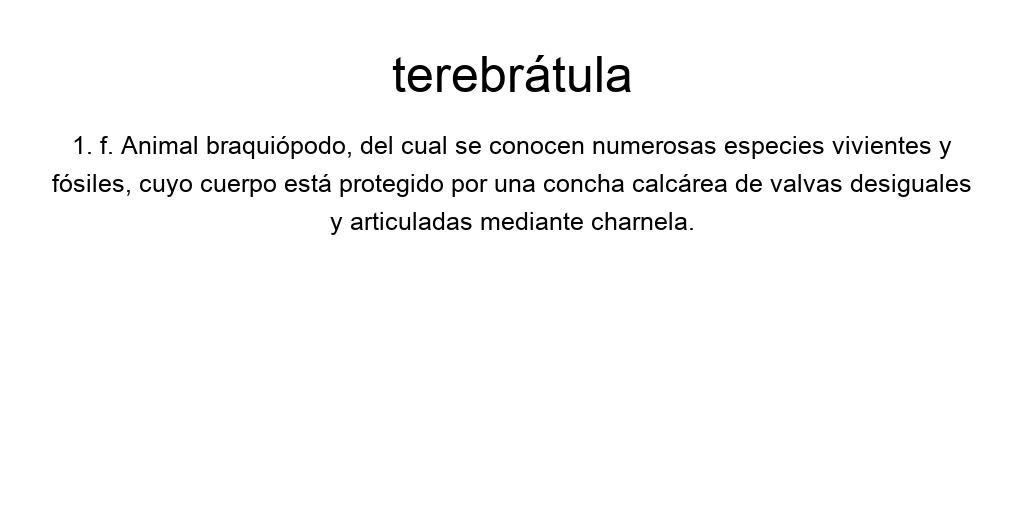 terebrátula
1. f. Animal braquiópodo, del cual se conocen numerosas especies vivientes y
fósiles, cuyo cuerpo está protegido por una concha calcárea de valvas desiguales
y articuladas mediante charnela.